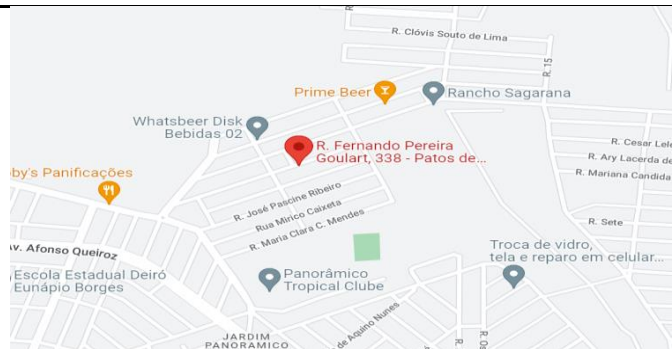 R. Clóvis Souto de Lima
R. 15
Prime Beer
Rancho Sagarana
Whatsbeer Disk
Bebidas 02
R. Fernando Pereira
Goulart, 338 - Patos de...
R. Cesar Lele
R. Ary Lacerda de
R. Mariana Candida
by's Panificações
R. José Pascine Ribeiro
Rua Mirico Caixeta
R. Maria Clara C. Mendes
R. Sete
Av. Afonso Queiroz
Troca de vidro,
tela e reparo em celular...
Escola Estadual Deiró
Eunápio Borges
Panorâmico
Tropical Clube
de Aquino Nunes
JARDIM
PANORAMICO